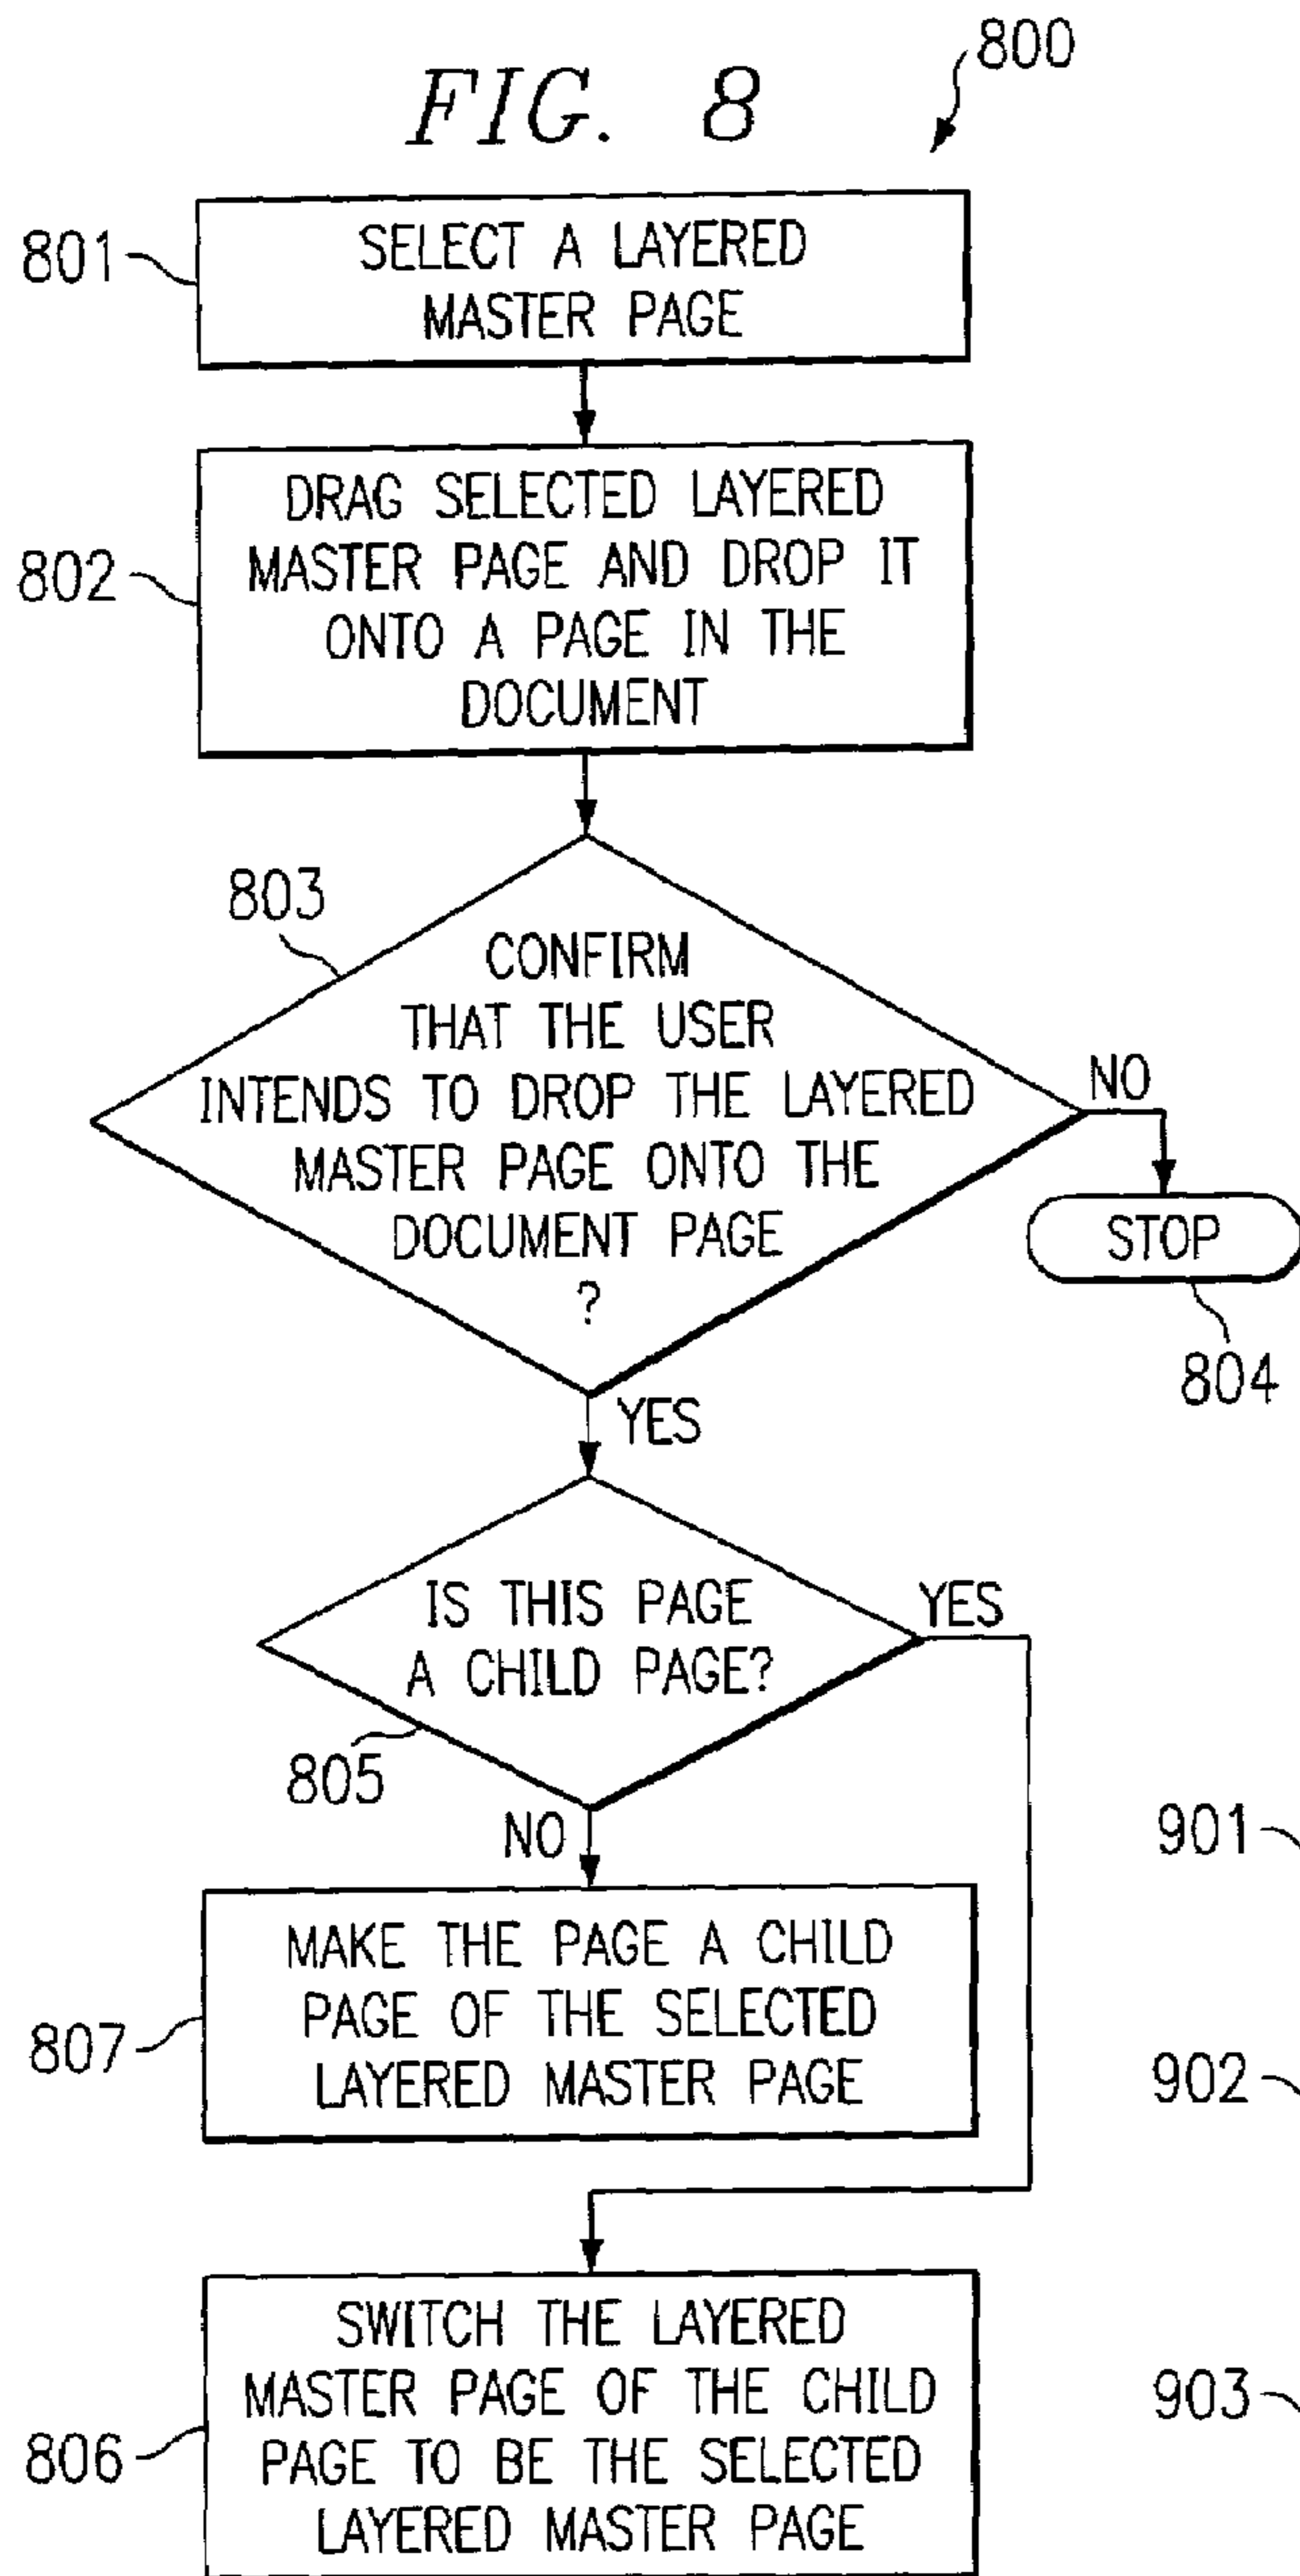 FIG. 8
800
801
SELECT A LAYERED
MASTER PAGE
802
DRAG SELECTED LAYERED
MASTER PAGE AND DROP IT
ONTO A PAGE IN THE
DOCUMENT
803
CONFIRM
THAT THE USER
INTENDS TO DROP THE LAYERED
MASTER PAGE ONTO THE
DOCUMENT PAGE
?
NO
STOP
804
YES
IS THIS PAGE
A CHILD PAGE?
YES
805
NO
807
MAKE THE PAGE A CHILD
PAGE OF THE SELECTED
LAYERED MASTER PAGE
806
SWITCH THE LAYERED
MASTER PAGE OF THE CHILD
PAGE TO BE THE SELECTED
LAYERED MASTER PAGE
901
902
903